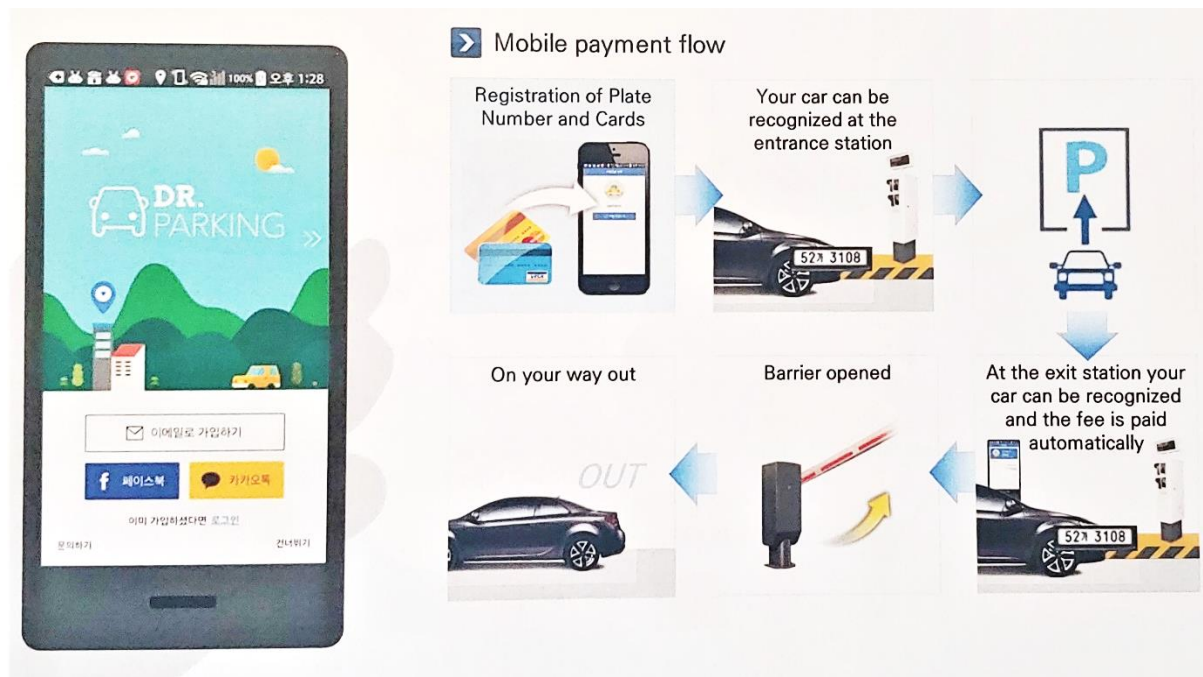 100% 오후 1:28
DR.
PARKING
이메일로 가입하기
f 페이스북
카카오톡
이미 가입하셨다면 로그인
문의하기
건너뛰기
Mobile payment flow
Registration of Plate
Number and Cards
Your car can be
recognized at the
entrance station
52가 3108
P
At the exit station your
car can be recognized
and the fee is paid
automatically
52가 3108
Barrier opened
On your way out
OUT